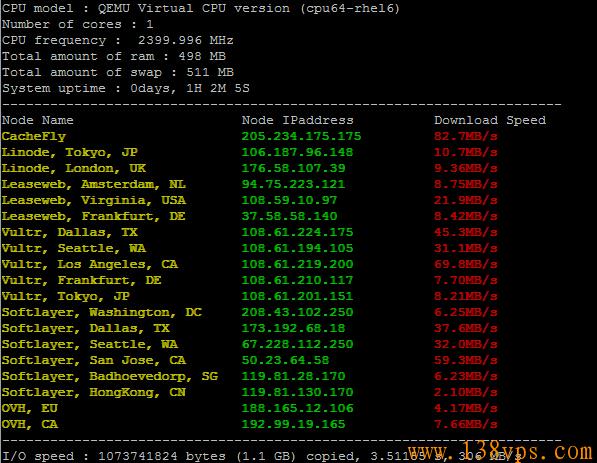 CPU model : QEMU Virtual CPU version (cpu64-rhel6)
Number of cores : 1
CPU frequency : 2399.996 MHz
Total amount of ram : 498 MB
Total amount of swap : 511 MB
System uptime : 0days, 1H 2M 5S
----------------------------------------------------------------------
Node Name Node IPaddress Download Speed
CacheFly 205.234.175.175 82.7MB/s
Linode, Tokyo, JP 106.187.96.148 10.7MB/s
Linode, London, UK 176.58.107.39 9.36MB/s
Leaseweb, Amsterdam, NL 94.75.223.121 8.75MB/s
Leaseweb, Virginia, USA 108.59.10.97 21.9MB/s
Leaseweb, Frankfurt, DE 37.58.58.140 8.42MB/s
Vultr, Dallas, TX 108.61.224.175 45.3MB/s
Vultr, Seattle, WA 108.61.194.105 31.1MB/s
Vultr, Los Angeles, CA 108.61.219.200 69.8MB/s
Vultr, Frankfurt, DE 108.61.210.117 7.70MB/s
Vultr, Tokyo, JP 108.61.201.151 8.21MB/s
Softlayer, Washington, DC 208.43.102.250 6.25MB/s
Softlayer, Dallas, TX 173.192.68.18 37.6MB/s
Softlayer, Seattle, WA 67.228.112.250 32.0MB/s
Softlayer, San Jose, CA 50.23.64.58 59.3MB/s
Softlayer, Badhoevedorp, SG 119.81.28.170 6.23MB/s
Softlayer, HongKong, CN 119.81.130.170 2.10MB/s
OVH, EU 188.165.12.106 4.17MB/s
OVH, CA 192.99.19.165 7.66MB/s
----------------------------------------------------------------------
I/O speed : 1073741824 bytes (1.1 GB) copied, s, 306 MB/s
www.138vps.com